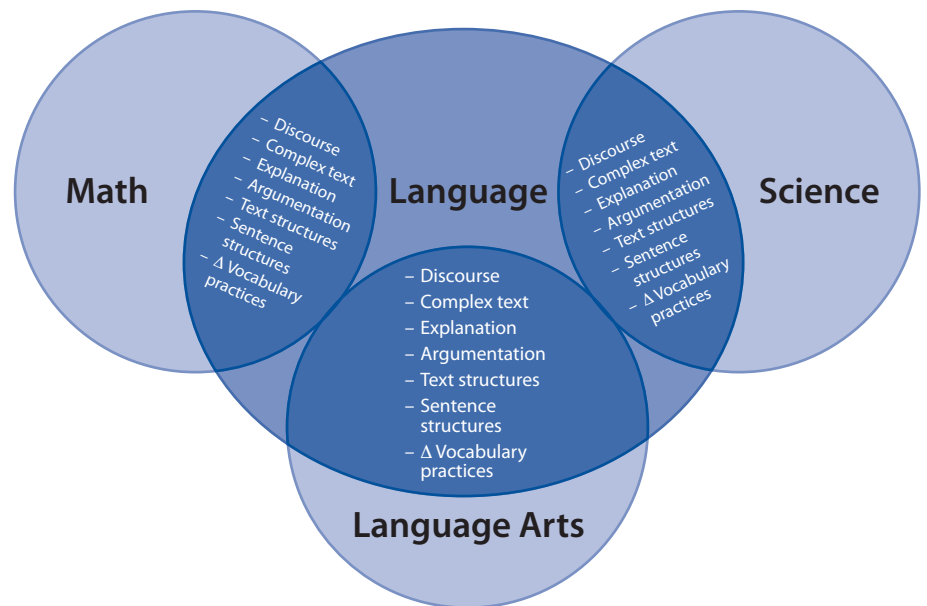 Math
– Discourse
– Complex text
– Explanation
– Argumentation
– Text structures
– Sentence
structures
– Δ Vocabulary
practices
Language
– Discourse
– Complex text
– Explanation
– Argumentation
– Text structures
– Sentence
structures
– Δ Vocabulary
practices
Science
– Discourse
– Complex text
– Explanation
– Argumentation
– Text structures
– Sentence
structures
– Δ Vocabulary
practices
Language Arts